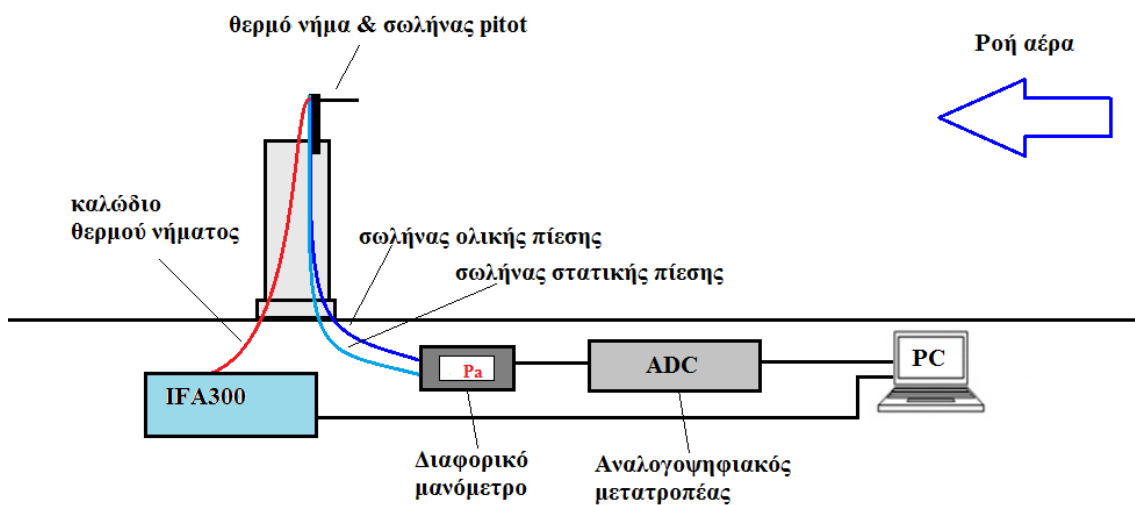 θερμό νήμα & σωλήνας pitot
Ροή αέρα
καλώδιο
θερμού νήματος
σωλήνας ολικής πίεσης
σωλήνας στατικής πίεσης
IFA300
Pa
ADC
PC
Διαφορικό
μανόμετρο
Αναλογοψηφιακός
μετατροπέας